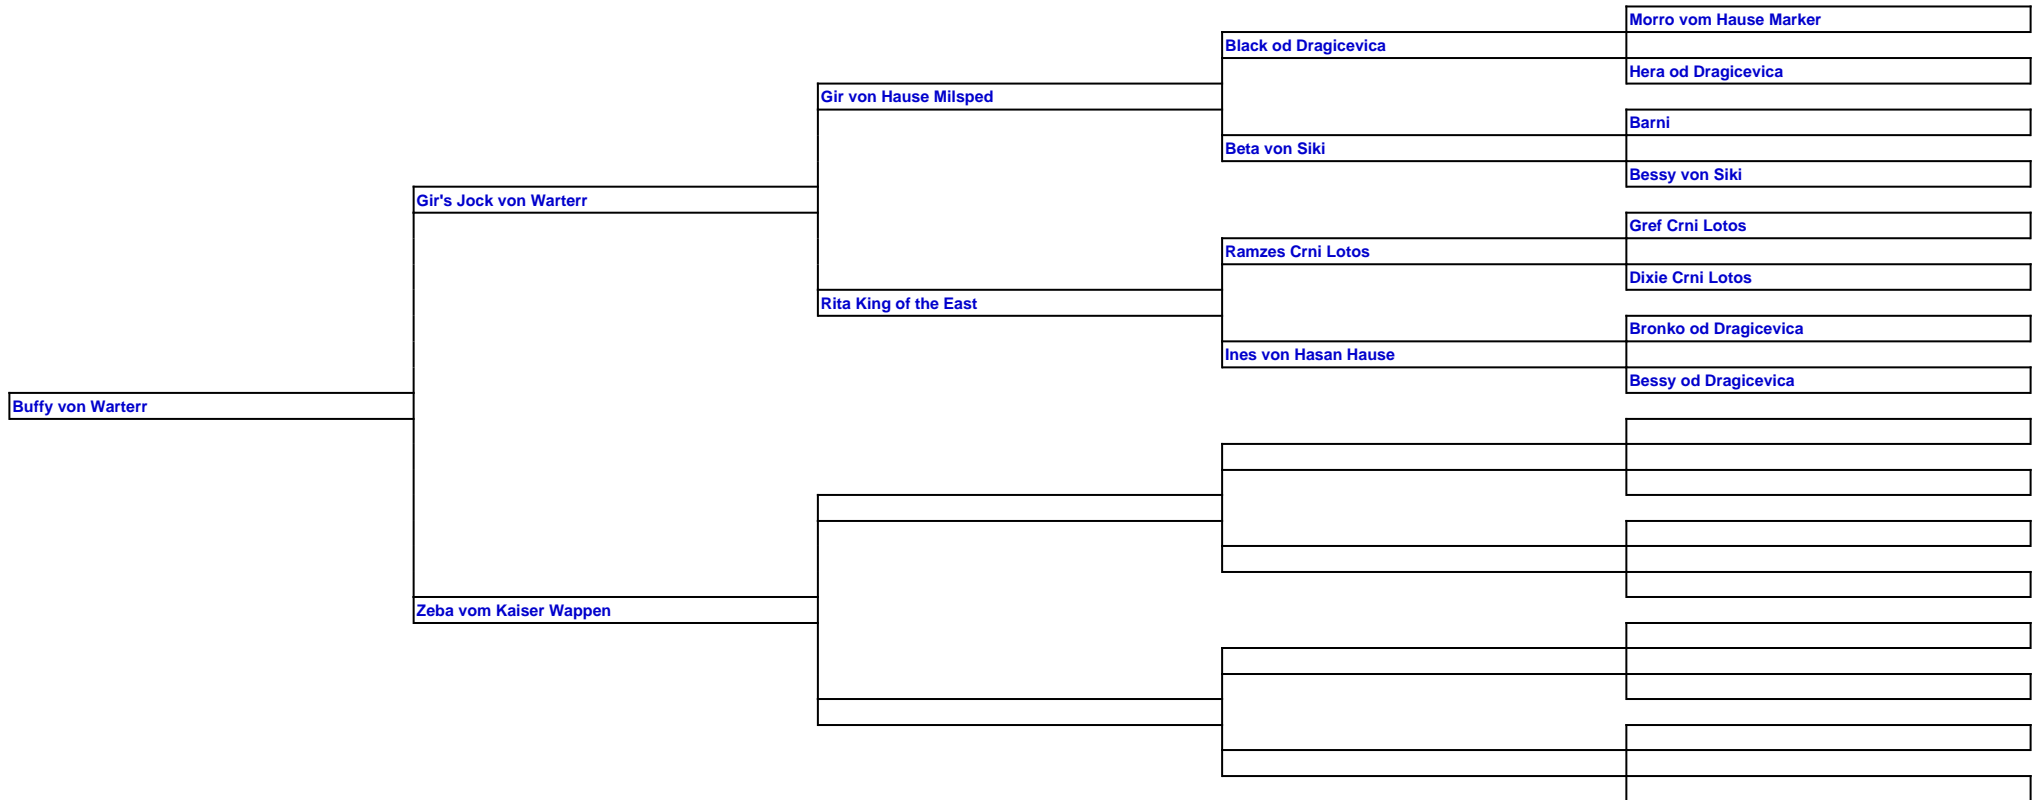 Morro vom Hause Marker
Black od Dragicevica
Hera od Dragicevica
Gir von Hause Milsped
Barni
Beta von Siki
Bessy von Siki
Gir's Jock von Warterr
Gref Crni Lotos
Ramzes Crni Lotos
Dixie Crni Lotos
Rita King of the East
Bronko od Dragicevica
Ines von Hasan Hause
Bessy od Dragicevica
Buffy von Warterr
Zeba vom Kaiser Wappen